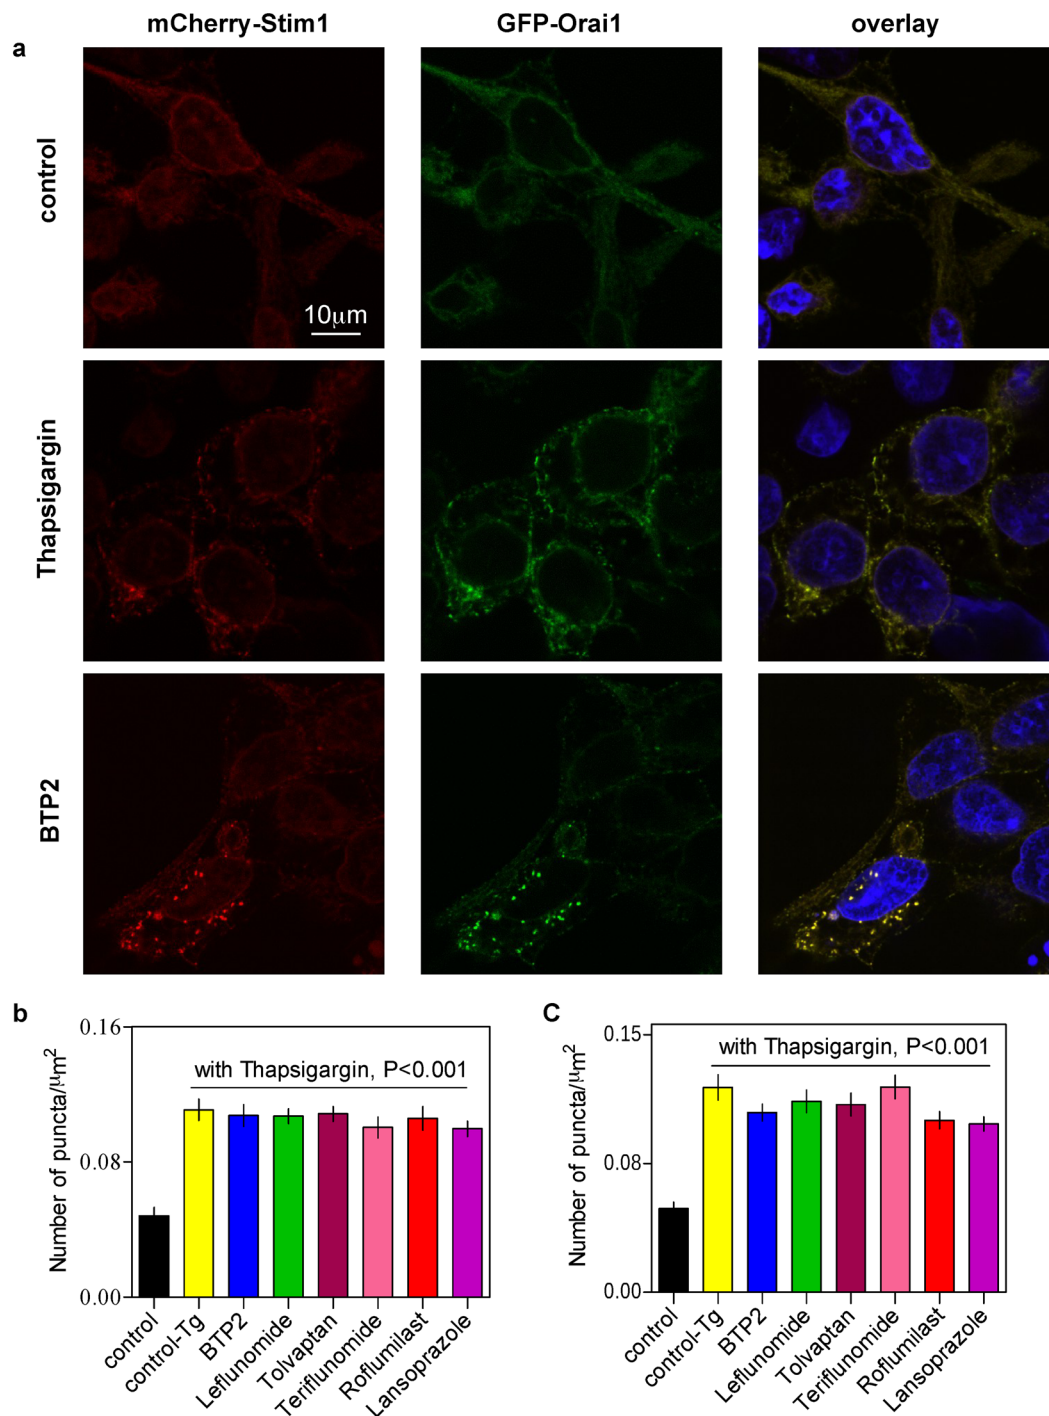 mCherry-Stim1 GFP-Orai1 overlay
a
control
10μm
Thapsigargin
BTP2
b
Number of puncta/μm²
0.16
0.08
0.00
with Thapsigargin, P<0.001
control
control-Tg
BTP2
Leflunomide
Tolvaptan
Teriflunomide
Roflumilast
Lansoprazole
C
Number of puncta/μm²
0.15
0.08
0.00
with Thapsigargin, P<0.001
control
control-Tg
BTP2
Leflunomide
Tolvaptan
Teriflunomide
Roflumilast
Lansoprazole